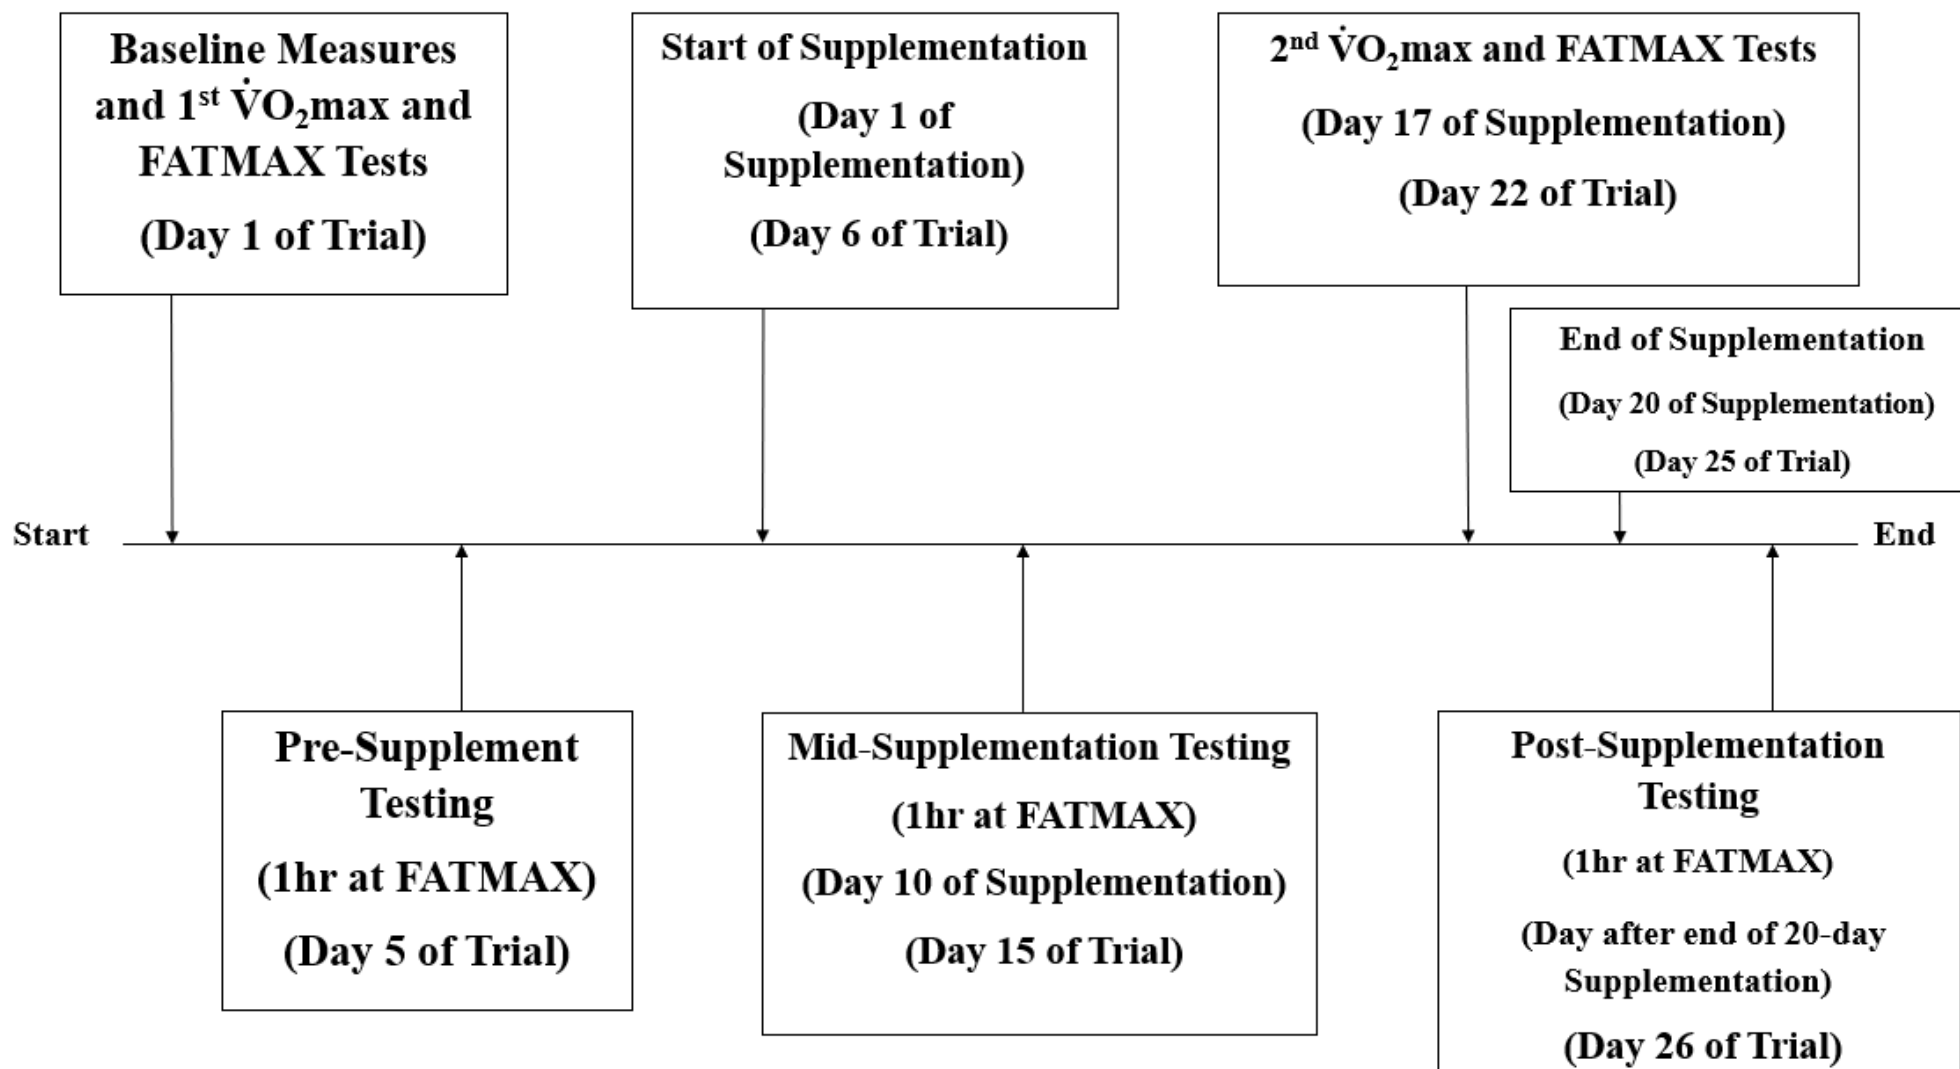 Baseline Measures
and 1st V̇O₂max and
FATMAX Tests
(Day 1 of Trial)
Start of Supplementation
(Day 1 of
Supplementation)
(Day 6 of Trial)
2nd V̇O₂max and FATMAX Tests
(Day 17 of Supplementation)
(Day 22 of Trial)
End of Supplementation
(Day 20 of Supplementation)
(Day 25 of Trial)
Start
End
Pre-Supplement
Testing
(1hr at FATMAX)
(Day 5 of Trial)
Mid-Supplementation Testing
(1hr at FATMAX)
(Day 10 of Supplementation)
(Day 15 of Trial)
Post-Supplementation
Testing
(1hr at FATMAX)
(Day after end of 20-day
Supplementation)
(Day 26 of Trial)